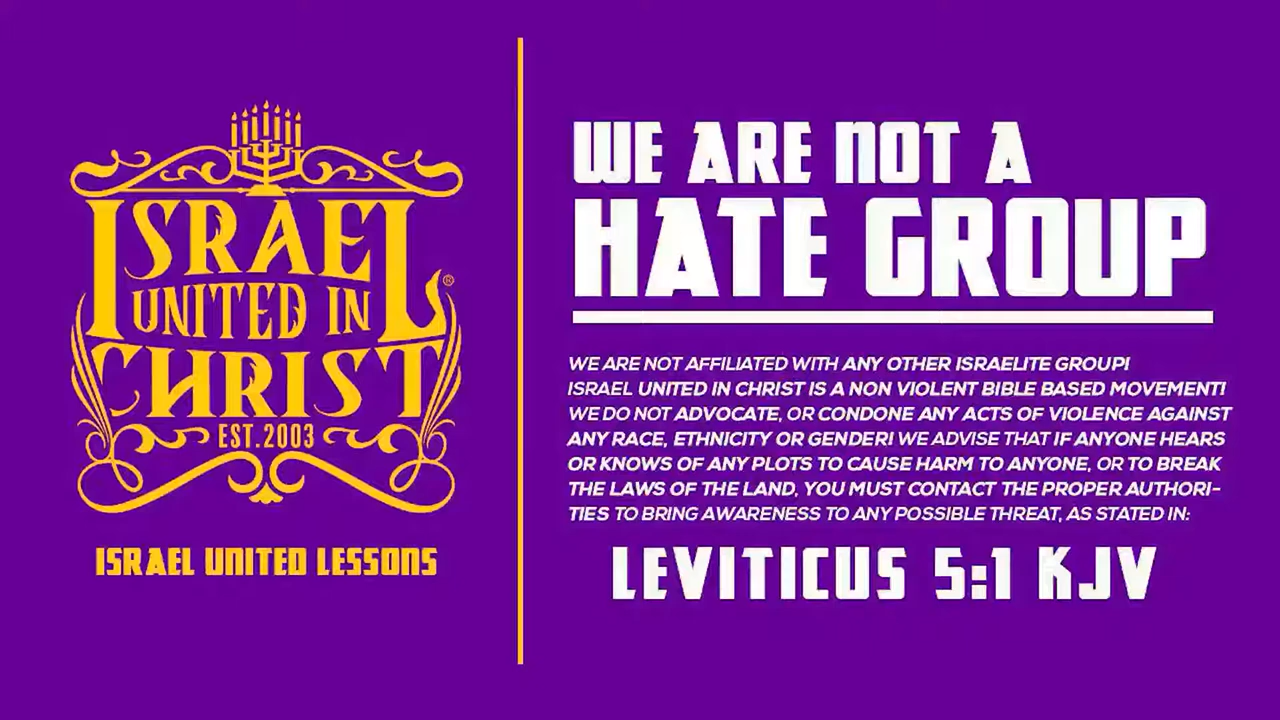 ISRAEL
UNITED IN
CHRIST
®
EST. 2003
ISRAEL UNITED LESSONS
WE ARE NOT A
HATE GROUP
WE ARE NOT AFFILIATED WITH ANY OTHER ISRAELITE GROUP!
ISRAEL UNITED IN CHRIST IS A NON VIOLENT BIBLE BASED MOVEMENT!
WE DO NOT ADVOCATE, OR CONDONE ANY ACTS OF VIOLENCE AGAINST
ANY RACE, ETHNICITY OR GENDER! WE ADVISE THAT IF ANYONE HEARS
OR KNOWS OF ANY PLOTS TO CAUSE HARM TO ANYONE, OR TO BREAK
THE LAWS OF THE LAND, YOU MUST CONTACT THE PROPER AUTHORI-
TIES TO BRING AWARENESS TO ANY POSSIBLE THREAT, AS STATED IN:
LEVITICUS 5:1 KJV